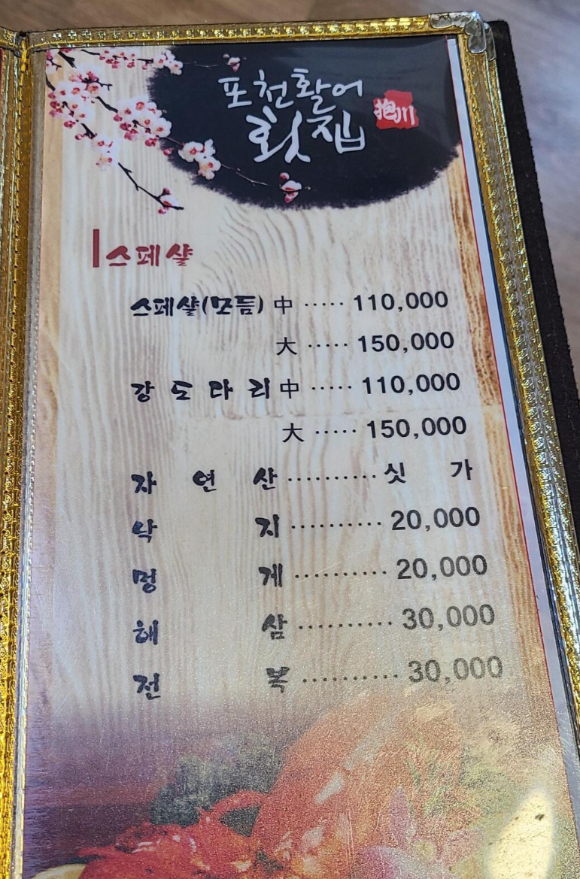 포천활어
횟집
抱川
스페샬
스페샬(모듬) 中 ····· 110,000
大 ····· 150,000
강도다리 中 ····· 110,000
大 ····· 150,000
자연산 ·········· 싯가
낙지 ·········· 20,000
멍게 ·········· 20,000
해삼 ·········· 30,000
전복 ·········· 30,000